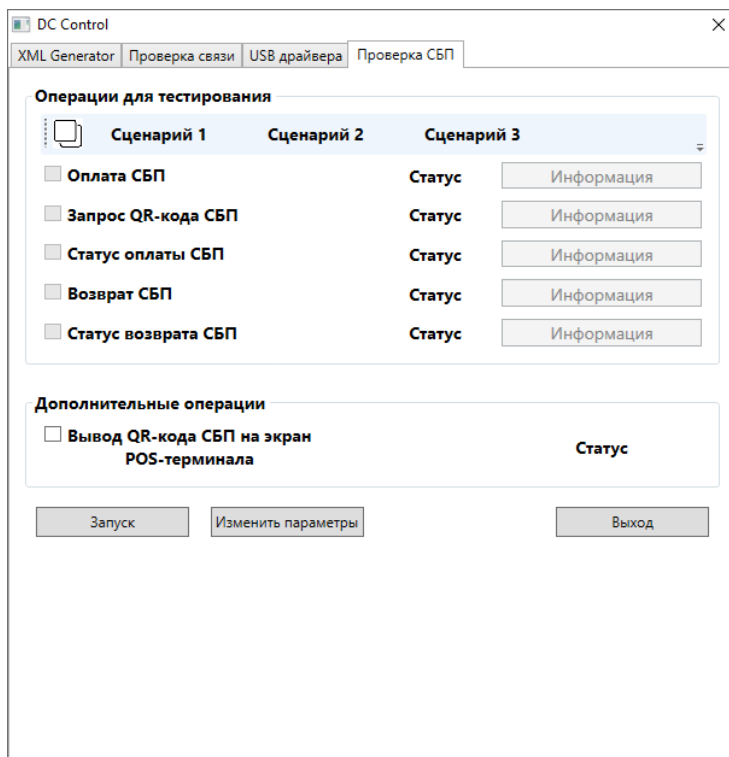 DC Control
XML Generator Проверка связи USB драйвера Проверка СБП
Операции для тестирования
Сценарий 1 Сценарий 2 Сценарий 3
Оплата СБП Статус Информация
Запрос QR-кода СБП Статус Информация
Статус оплаты СБП Статус Информация
Возврат СБП Статус Информация
Статус возврата СБП Статус Информация
Дополнительные операции
Вывод QR-кода СБП на экран
POS-терминала Статус
Запуск Изменить параметры Выход